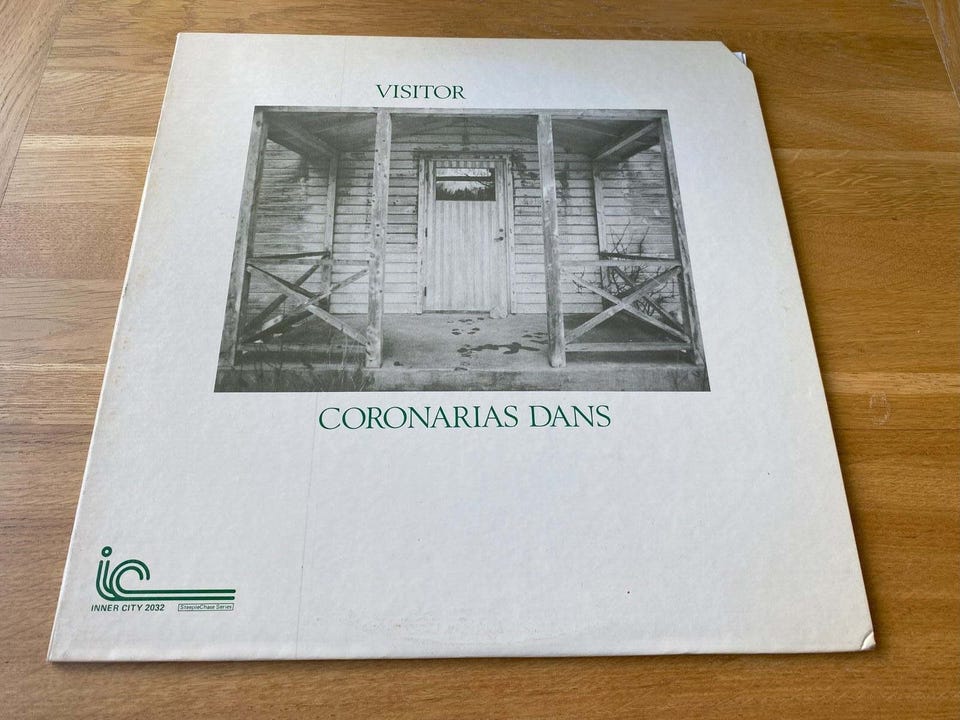 VISITOR
CORONARIAS DANS
ic
INNER CITY 2032 SteepleChase Series